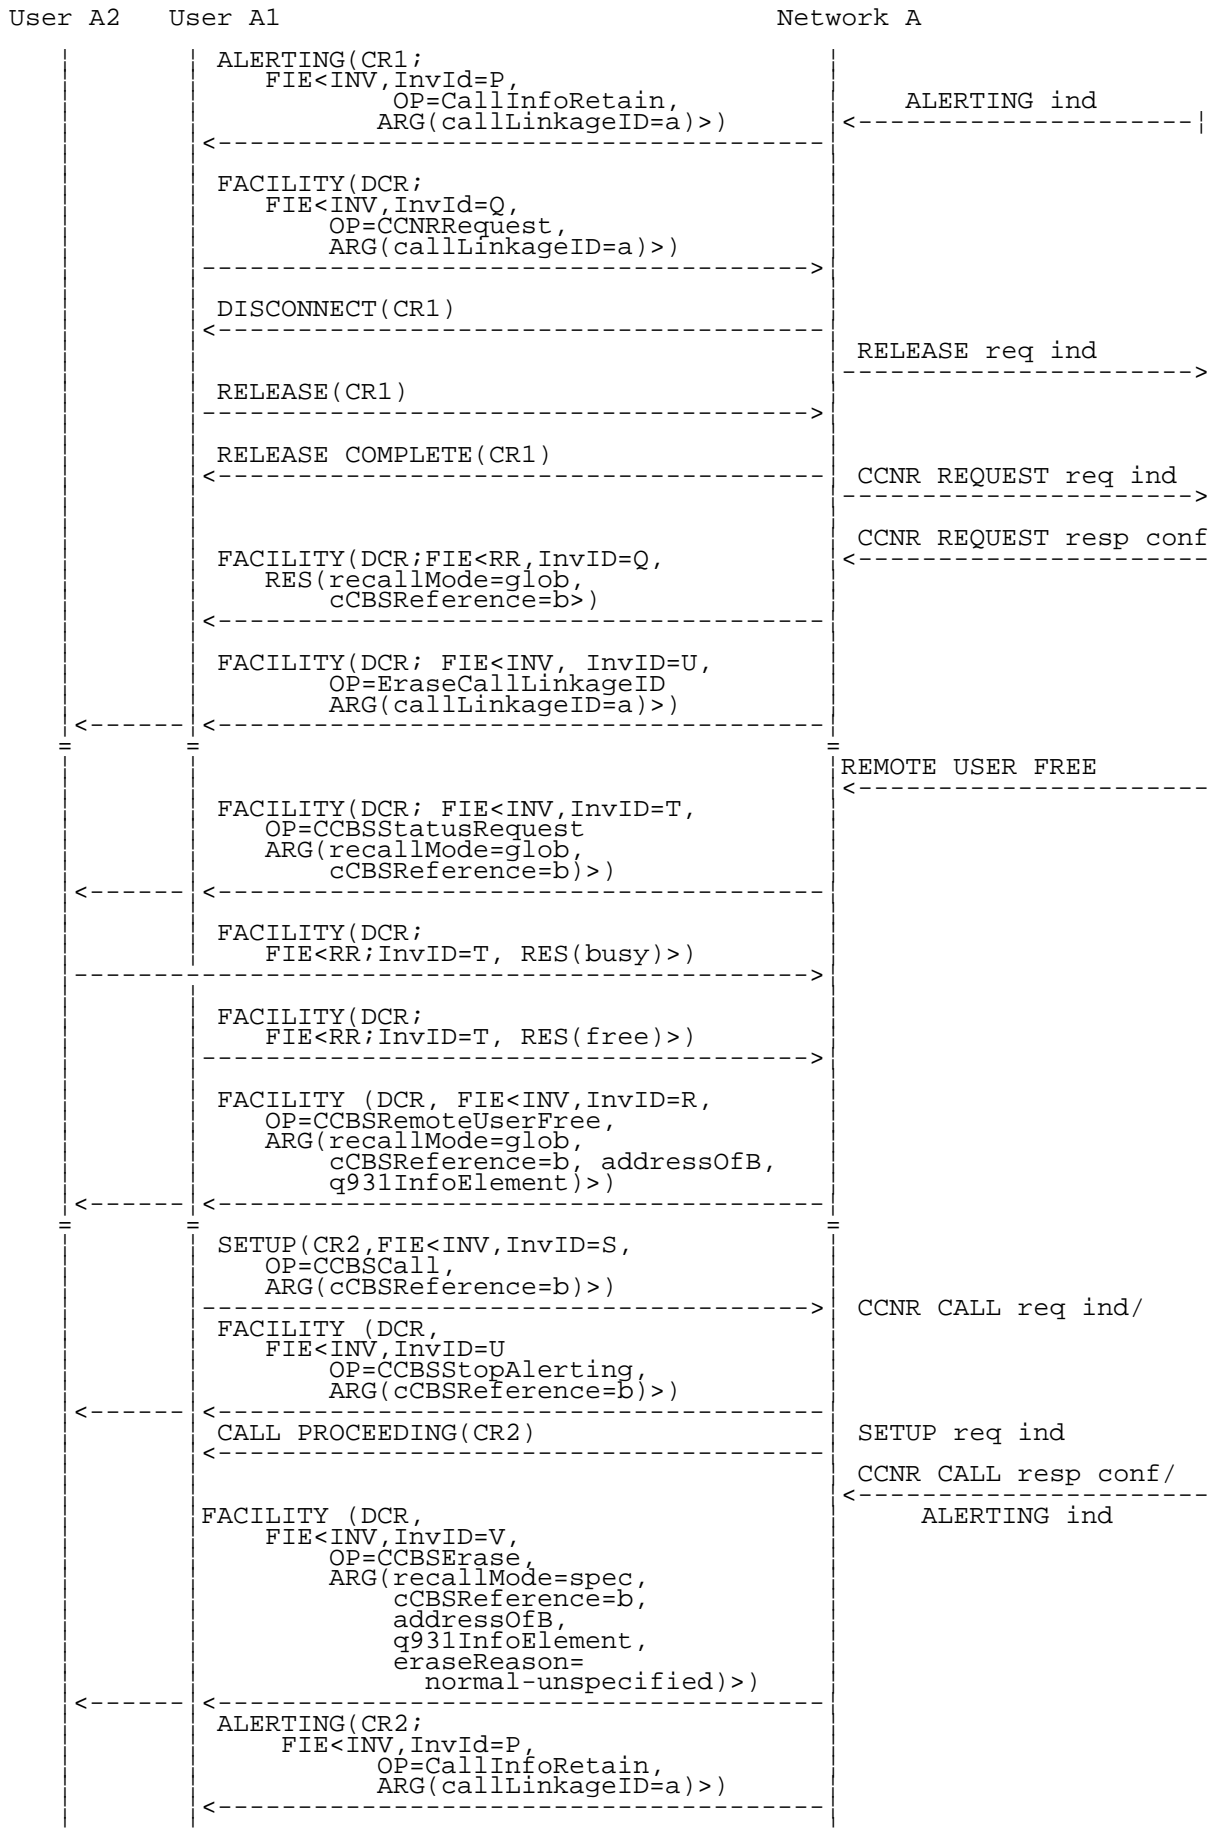 User A2   User A1                                  Network A
ALERTING(CR1;
FIE<INV,InvId=P,
OP=CallInfoRetain,      ALERTING ind
ARG(callLinkageID=a)>)
FACILITY(DCR;
FIE<INV,InvId=Q,
OP=CCNRRequest,
ARG(callLinkageID=a)>)
DISCONNECT(CR1)
RELEASE req ind
RELEASE(CR1)
RELEASE COMPLETE(CR1)
CCNR REQUEST req ind
CCNR REQUEST resp conf
FACILITY(DCR;FIE<RR,InvID=Q,
RES(recallMode=glob,
cCBSReference=b>)
FACILITY(DCR; FIE<INV, InvID=U,
OP=EraseCallLinkageID
ARG(callLinkageID=a)>)
REMOTE USER FREE
FACILITY(DCR; FIE<INV,InvID=T,
OP=CCBSStatusRequest
ARG(recallMode=glob,
cCBSReference=b)>)
FACILITY(DCR;
FIE<RR;InvID=T, RES(busy)>)
FACILITY(DCR;
FIE<RR;InvID=T, RES(free)>)
FACILITY (DCR, FIE<INV,InvID=R,
OP=CCBSRemoteUserFree,
ARG(recallMode=glob,
cCBSReference=b, addressOfB,
q931InfoElement)>)
SETUP(CR2,FIE<INV,InvID=S,
OP=CCBSCall,
ARG(cCBSReference=b)>)
CCNR CALL req ind/
FACILITY (DCR,
FIE<INV,InvID=U
OP=CCBSStopAlerting,
ARG(cCBSReference=b)>)
CALL PROCEEDING(CR2)      SETUP req ind
CCNR CALL resp conf/
FACILITY (DCR,      ALERTING ind
FIE<INV,InvID=V,
OP=CCBSErase,
ARG(recallMode=spec,
cCBSReference=b,
addressOfB,
q931InfoElement,
eraseReason=
normal-unspecified)>)
ALERTING(CR2;
FIE<INV,InvId=P,
OP=CallInfoRetain,
ARG(callLinkageID=a)>)